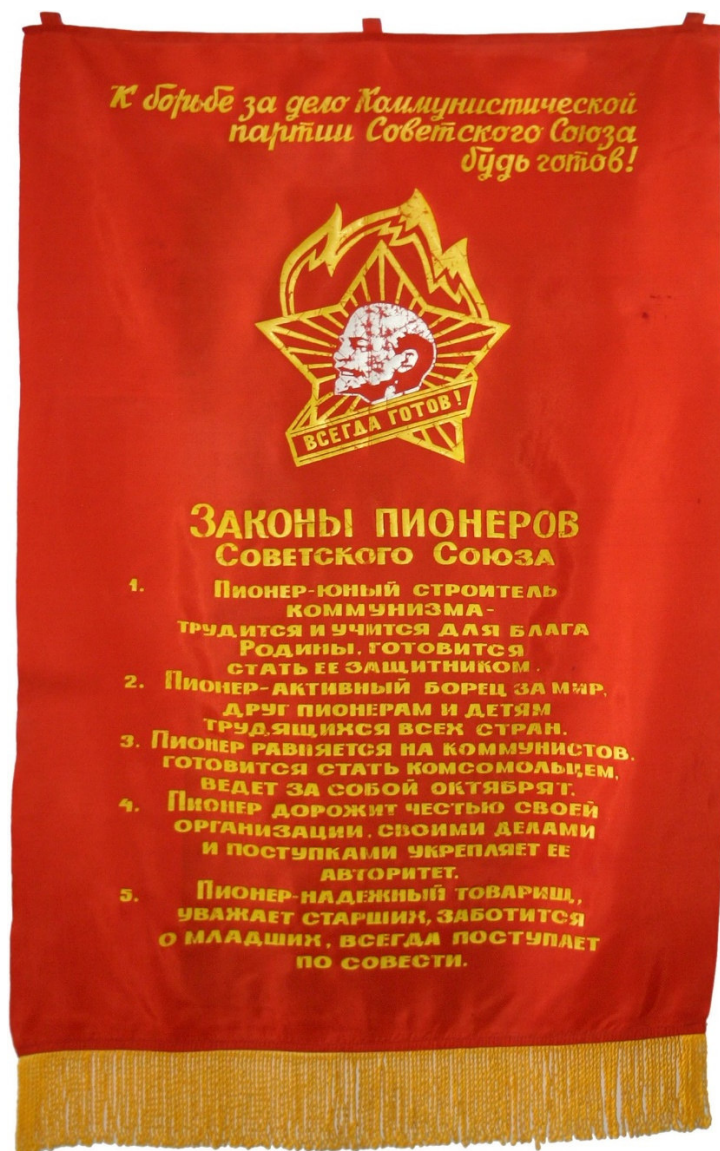 К борьбе за дело Коммунистической
партии Советского Союза
будь готов!
ВСЕГДА ГОТОВ!
ЗАКОНЫ ПИОНЕРОВ
СОВЕТСКОГО СОЮЗА
1. ПИОНЕР-ЮНЫЙ СТРОИТЕЛЬ
КОММУНИЗМА-
ТРУДИТСЯ И УЧИТСЯ ДЛЯ БЛАГА
РОДИНЫ, ГОТОВИТСЯ
СТАТЬ ЕЕ ЗАЩИТНИКОМ.
2. ПИОНЕР-АКТИВНЫЙ БОРЕЦ ЗА МИР,
ДРУГ ПИОНЕРАМ И ДЕТЯМ
ТРУДЯЩИХСЯ ВСЕХ СТРАН.
3. ПИОНЕР РАВНЯЕТСЯ НА КОММУНИСТОВ,
ГОТОВИТСЯ СТАТЬ КОМСОМОЛЬЦЕМ,
ВЕДЕТ ЗА СОБОЙ ОКТЯБРЯТ.
4. ПИОНЕР ДОРОЖИТ ЧЕСТЬЮ СВОЕЙ
ОРГАНИЗАЦИИ, СВОИМИ ДЕЛАМИ
И ПОСТУПКАМИ УКРЕПЛЯЕТ ЕЕ
АВТОРИТЕТ.
5. ПИОНЕР-НАДЕЖНЫЙ ТОВАРИЩ,
УВАЖАЕТ СТАРШИХ, ЗАБОТИТСЯ
О МЛАДШИХ, ВСЕГДА ПОСТУПАЕТ
ПО СОВЕСТИ.